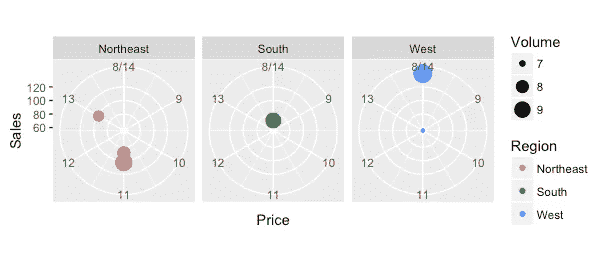 Northeast South West
8/14 8/14 8/14
13 9 13 9 13 9
12 10 12 10 12 10
11 11 11
120
100
80
60
Sales
Price
Volume
7
8
9
Region
Northeast
South
West